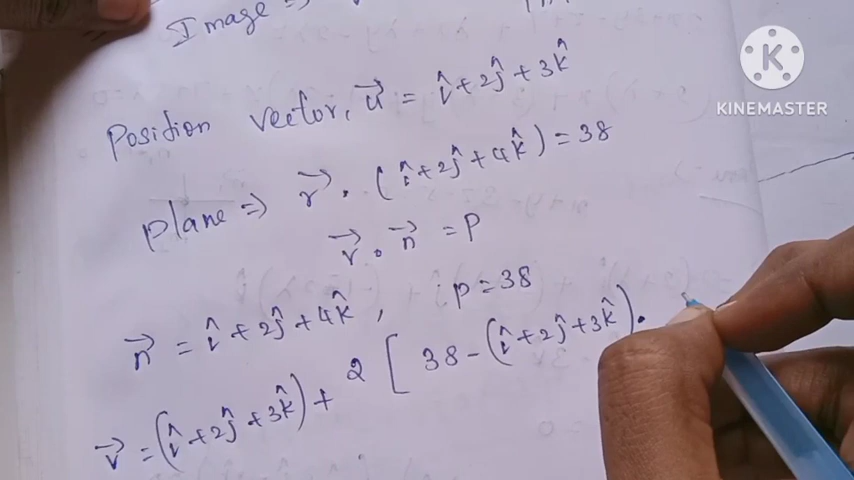 Image ⇒
KINEMASTER
Position vector, u⃗ = î + 2ĵ + 3k̂
Plane ⇒ r⃗ . (î + 2ĵ + 4k̂) = 38
r⃗ . n⃗ = P
n⃗ = î + 2ĵ + 4k̂ , p = 38
v⃗ = (î + 2ĵ + 3k̂) + 2 [ 38 - (î + 2ĵ + 3k̂) .